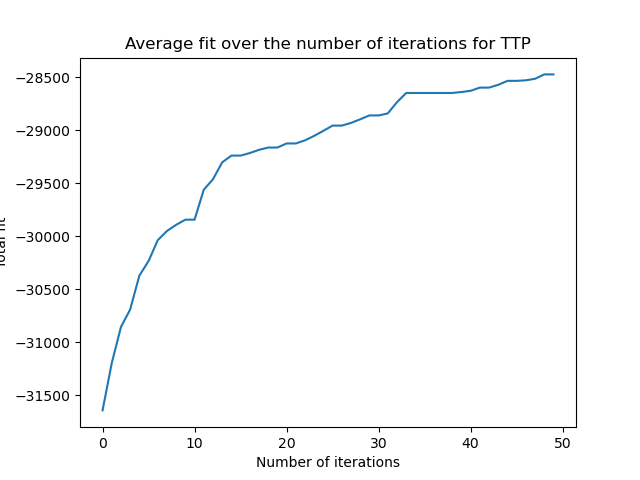 Average fit over the number of iterations for TTP
−28500
−29000
−29500
−30000
−30500
−31000
−31500
Total fit
0 10 20 30 40 50
Number of iterations